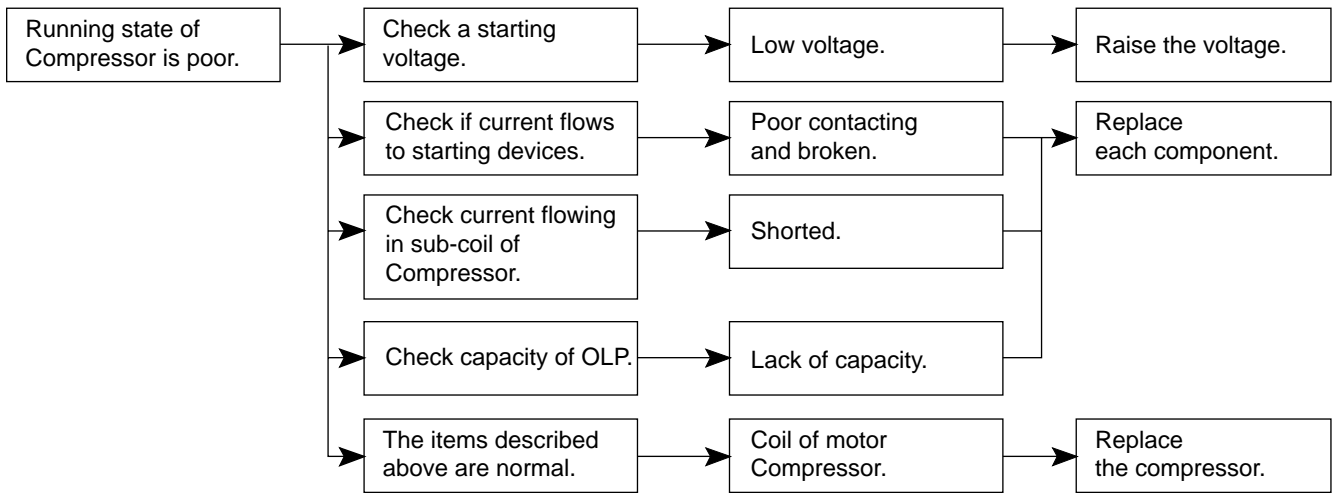 Running state of
Compressor is poor.
Check a starting
voltage.
Low voltage.
Raise the voltage.
Check if current flows
to starting devices.
Poor contacting
and broken.
Replace
each component.
Check current flowing
in sub-coil of
Compressor.
Shorted.
Check capacity of OLP.
Lack of capacity.
The items described
above are normal.
Coil of motor
Compressor.
Replace
the compressor.